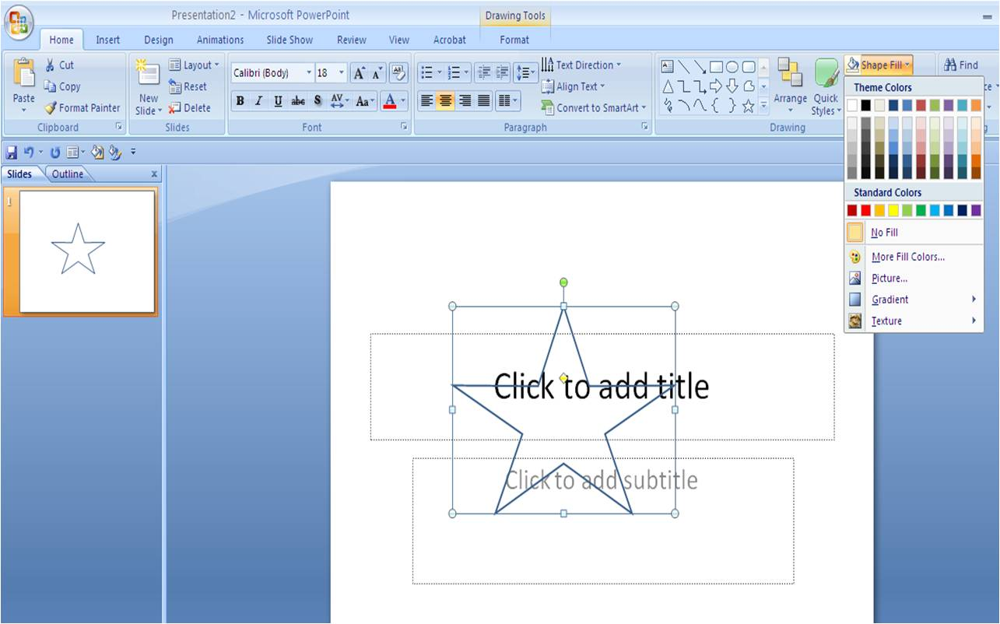 Presentation2 - Microsoft PowerPoint
Drawing Tools
Home Insert Design Animations Slide Show Review View Acrobat Format
Cut
Copy
Format Painter
Paste
Clipboard
New
Slide
Layout
Reset
Delete
Slides
Calibri (Body) 18
B I U abc S AV Aa A
Font
Text Direction
Align Text
Convert to SmartArt
Paragraph
Arrange
Quick
Styles
Shape Fill
Drawing
Find
Slides Outline x
1
Theme Colors
Standard Colors
No Fill
More Fill Colors...
Picture...
Gradient
Texture
Click to add title
Click to add subtitle